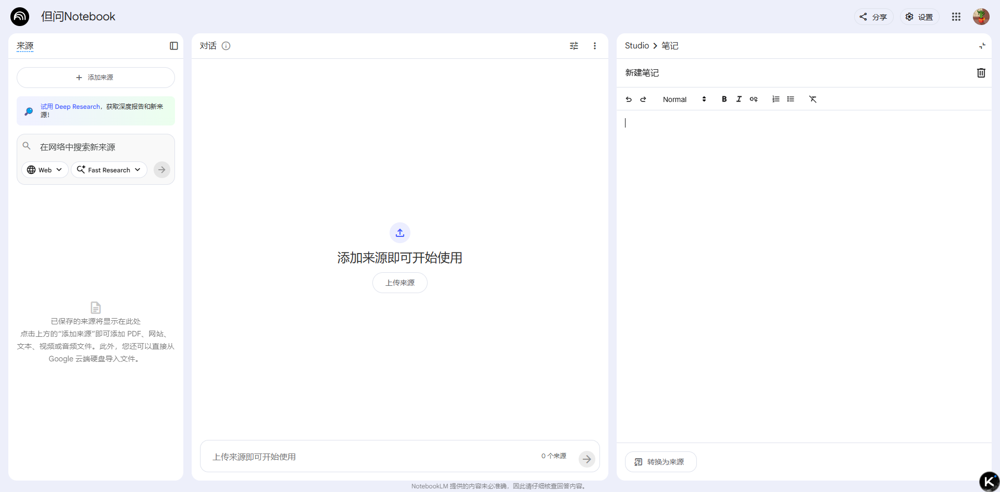 但问Notebook
分享
设置
来源
添加来源
试用 Deep Research，获取深度报告和新来
源！
在网络中搜索新来源
Web
Fast Research
已保存的来源将显示在此处
点击上方的“添加来源”即可添加 PDF、网站、
文本、视频或音频文件。此外，您还可以直接从
Google 云端硬盘导入文件。
对话
添加来源即可开始使用
上传来源
上传来源即可开始使用
0 个来源
NotebookLM 提供的内容未必准确，因此请仔细核查回答内容。
Studio
笔记
新建笔记
Normal
转换为来源